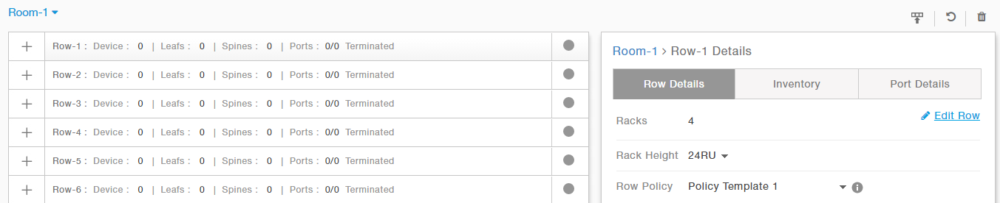 Room-1
Row-1 : Device : 0 | Leafs : 0 | Spines : 0 | Ports : 0/0 Terminated
Row-2 : Device : 0 | Leafs : 0 | Spines : 0 | Ports : 0/0 Terminated
Row-3 : Device : 0 | Leafs : 0 | Spines : 0 | Ports : 0/0 Terminated
Row-4 : Device : 0 | Leafs : 0 | Spines : 0 | Ports : 0/0 Terminated
Row-5 : Device : 0 | Leafs : 0 | Spines : 0 | Ports : 0/0 Terminated
Row-6 : Device : 0 | Leafs : 0 | Spines : 0 | Ports : 0/0 Terminated
Room-1 > Row-1 Details
Row Details Inventory Port Details
Racks 4 Edit Row
Rack Height 24RU
Row Policy Policy Template 1